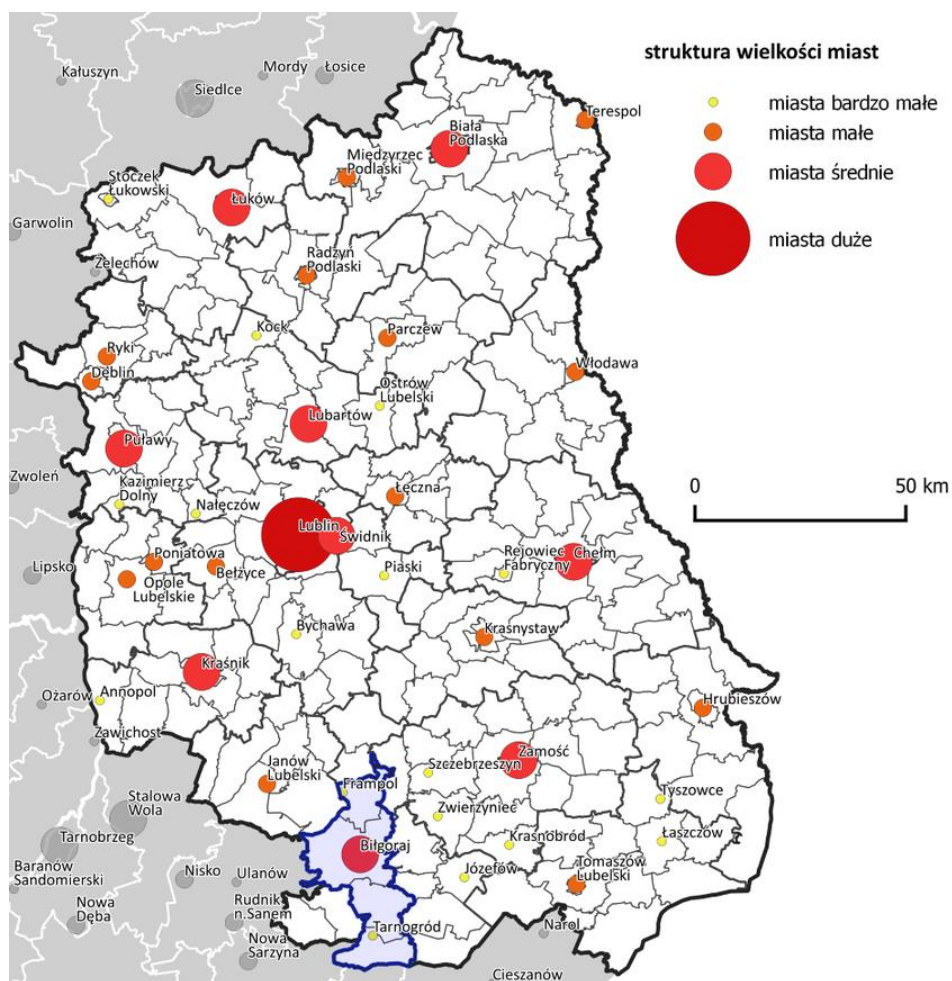 struktura wielkości miast
miasta bardzo małe
miasta małe
miasta średnie
miasta duże
0 50 km
Kałuszyn
Mordy
Łosice
Siedlce
Terespol
Biała
Podlaska
Międzyrzec
Podlaski
Stoczek
Łukowski
Łuków
Garwolin
Żelechów
Radzyń
Podlaski
Kock
Parczew
Ryki
Dęblin
Włodawa
Ostrów
Lubelski
Lubartów
Puławy
Zwoleń
Kazimierz
Dolny
Nałęczów
Łęczna
Lublin
Świdnik
Lipsko
Poniatowa
Opole
Lubelskie
Bełżyce
Piaski
Rejowiec
Fabryczny
Chełm
Bychawa
Krasnystaw
Kraśnik
Ożarów
Annopol
Zawichost
Hrubieszów
Janów
Lubelski
Frampol
Szczebrzeszyn
Zamość
Stalowa
Wola
Tarnobrzeg
Zwierzyniec
Tyszowce
Krasnobród
Łaszczów
Biłgoraj
Baranów
Sandomierski
Nisko
Ulanów
Józefów
Tomaszów
Lubelski
Nowa
Dęba
Rudnik
n.Sanem
Tarnogród
Narol
Nowa
Sarzyna
Cieszanów